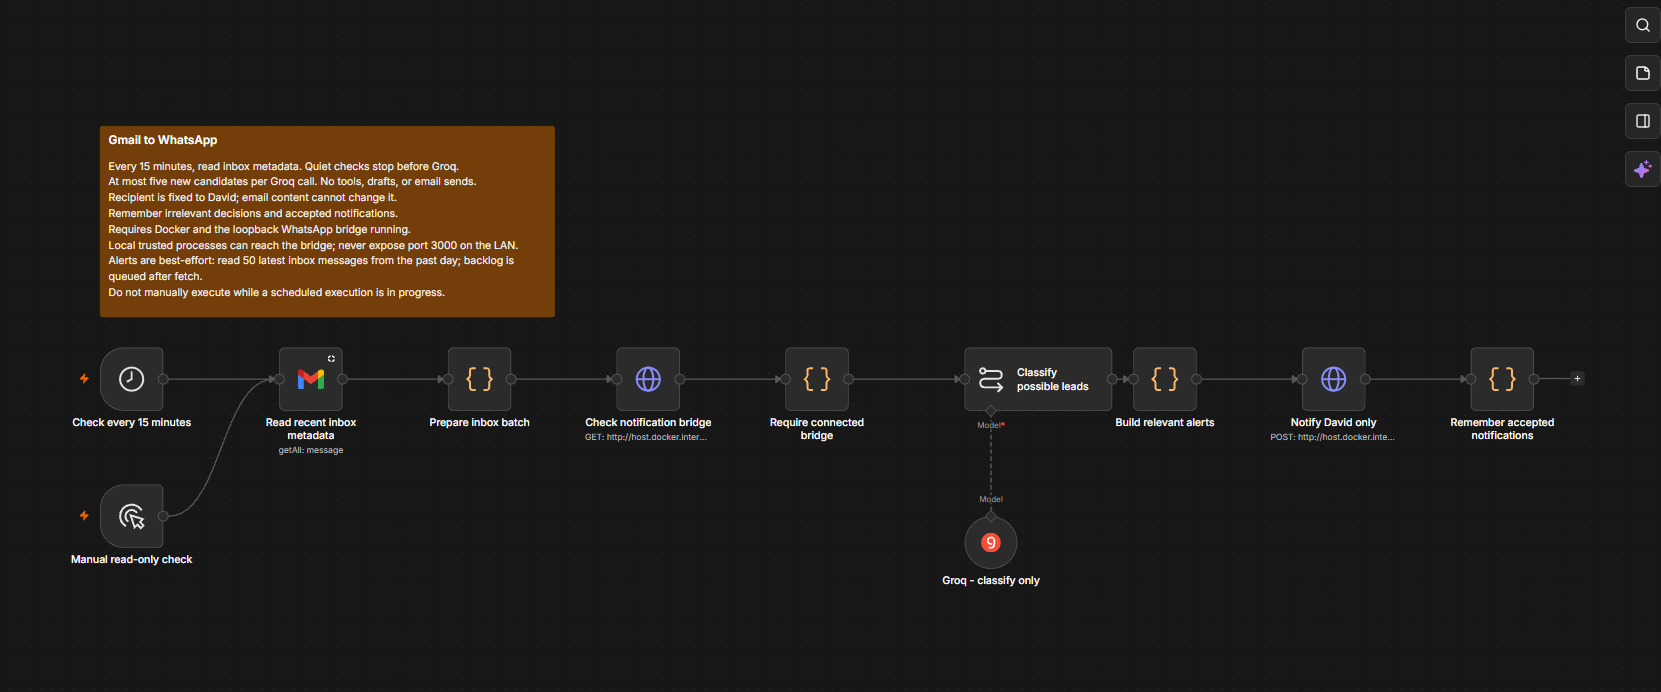 Gmail to WhatsApp
Every 15 minutes, read inbox metadata. Quiet checks stop before Groq.
At most five new candidates per Groq call. No tools, drafts, or email sends.
Recipient is fixed to David; email content cannot change it.
Remember irrelevant decisions and accepted notifications.
Requires Docker and the loopback WhatsApp bridge running.
Local trusted processes can reach the bridge; never expose port 3000 on the LAN.
Alerts are best-effort: read 50 latest inbox messages from the past day; backlog is
queued after fetch.
Do not manually execute while a scheduled execution is in progress.
Check every 15 minutes
Read recent inbox
metadata
getAll: message
Prepare inbox batch
Check notification bridge
GET: http://host.docker.inter...
Require connected
bridge
Classify
possible leads
Model*
Build relevant alerts
Notify David only
POST: http://host.docker.inte...
Remember accepted
notifications
Manual read-only check
Model
Groq - classify only